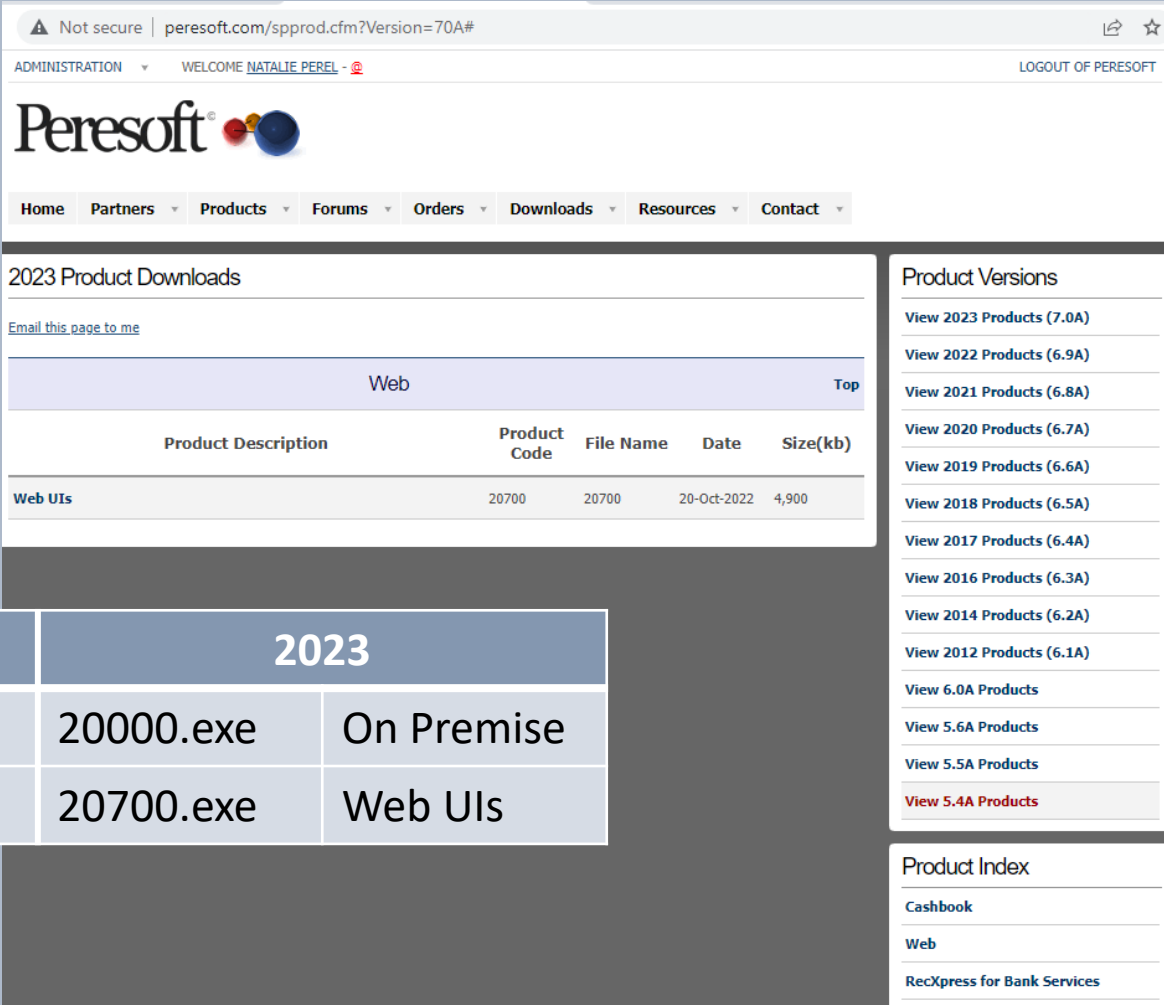 Not secure | peresoft.com/spprod.cfm?Version=70A#
ADMINISTRATION WELCOME NATALIE PEREL - @ LOGOUT OF PERESOFT
Peresoft©
Home Partners Products Forums Orders Downloads Resources Contact
2023 Product Downloads
Email this page to me
Web Top
Product Description Product Code File Name Date Size(kb)
Web UIs 20700 20700 20-Oct-2022 4,900
2023
20000.exe On Premise
20700.exe Web UIs
Product Versions
View 2023 Products (7.0A)
View 2022 Products (6.9A)
View 2021 Products (6.8A)
View 2020 Products (6.7A)
View 2019 Products (6.6A)
View 2018 Products (6.5A)
View 2017 Products (6.4A)
View 2016 Products (6.3A)
View 2014 Products (6.2A)
View 2012 Products (6.1A)
View 6.0A Products
View 5.6A Products
View 5.5A Products
View 5.4A Products
Product Index
Cashbook
Web
RecXpress for Bank Services